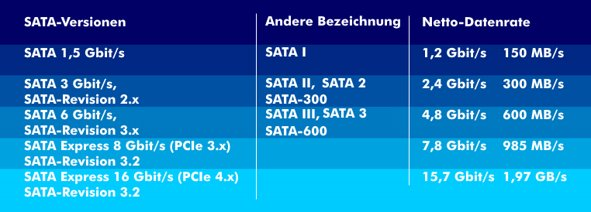 SATA-Versionen Andere Bezeichnung Netto-Datenrate
SATA 1,5 Gbit/s SATA I 1,2 Gbit/s 150 MB/s
SATA 3 Gbit/s, SATA II, SATA 2 2,4 Gbit/s 300 MB/s
SATA-Revision 2.x SATA-300
SATA 6 Gbit/s, SATA III, SATA 3 4,8 Gbit/s 600 MB/s
SATA-Revision 3.x SATA-600
SATA Express 8 Gbit/s (PCIe 3.x) 7,8 Gbit/s 985 MB/s
SATA-Revision 3.2
SATA Express 16 Gbit/s (PCIe 4.x) 15,7 Gbit/s 1,97 GB/s
SATA-Revision 3.2